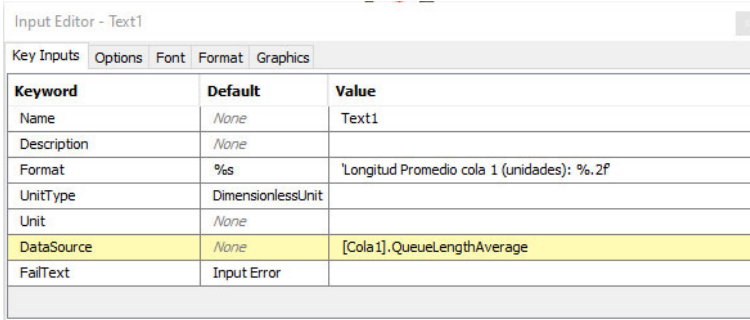 Input Editor - Text1
Key Inputs Options Font Format Graphics
Keyword Default Value
Name None Text1
Description None
Format %s 'Longitud Promedio cola 1 (unidades): %.2f'
UnitType DimensionlessUnit
Unit None
DataSource None [Cola1].QueueLengthAverage
FailText Input Error